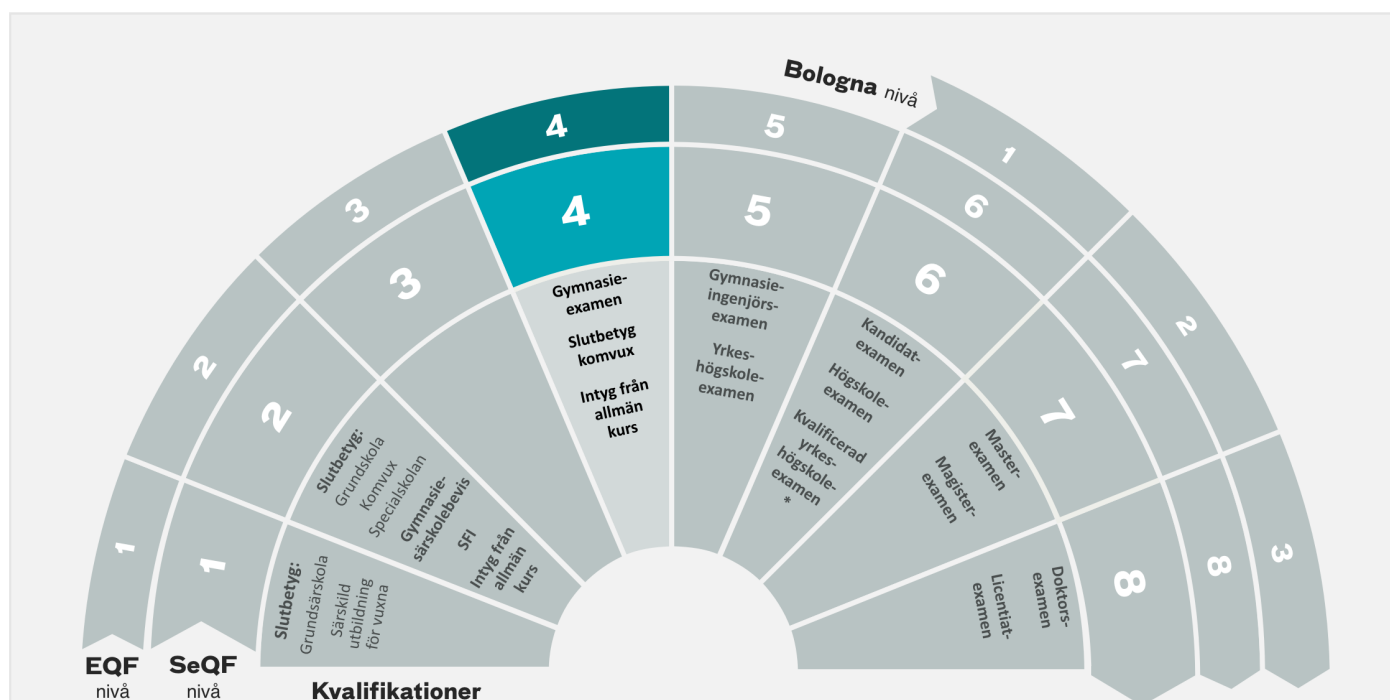 Bologna nivå
1
2
3
1
2
3
4
5
6
7
8
1
2
3
4
5
6
7
8
Slutbetyg:
Grundsärskola
Särskild
utbildning
för vuxna
Slutbetyg:
Grundskola
Komvux
Specialskolan
Gymnasie-
särskolebevis
SFI
Intyg från
allmän
kurs
Gymnasie-
examen
Slutbetyg
komvux
Intyg från
allmän
kurs
Gymnasie-
ingenjörs-
examen
Yrkes-
högskole-
examen
Kandidat-
examen
Högskole-
examen
Kvalificerad
yrkes-
högskole-
examen
*
Master-
examen
Magister-
examen
Doktors-
examen
Licentiat-
examen
EQF
nivå
SeQF
nivå
Kvalifikationer